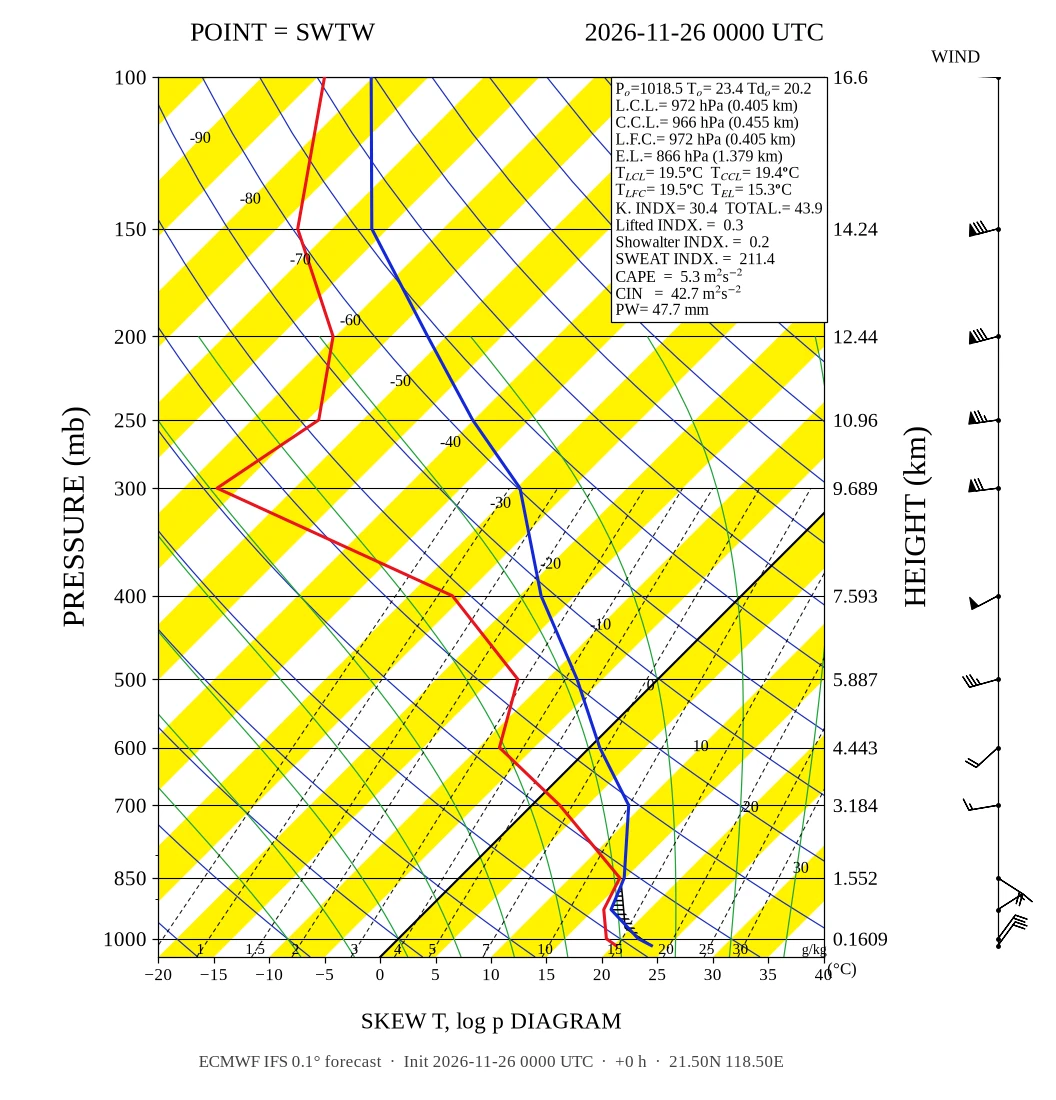 POINT = SWTW 2026-11-26 0000 UTC
WIND
100 16.6
Pₒ=1018.5 Tₒ= 23.4 Tdₒ= 20.2
L.C.L.= 972 hPa (0.405 km)
C.C.L.= 966 hPa (0.455 km)
L.F.C.= 972 hPa (0.405 km)
E.L.= 866 hPa (1.379 km)
T_LCL= 19.5°C T_CCL= 19.4°C
T_LFC= 19.5°C T_EL= 15.3°C
K. INDX= 30.4 TOTAL.= 43.9
Lifted INDX. = 0.3
Showalter INDX. = 0.2
SWEAT INDX. = 211.4
CAPE = 5.3 m²s⁻²
CIN = 42.7 m²s⁻²
PW= 47.7 mm
-90
-80
150 14.24
-70
-60
200 12.44
-50
250 10.96
-40
300 9.689
-30
-20
400 7.593
-10
500 5.887
0
600 4.443
10
700 3.184
20
30
850 1.552
1000 0.1609
1 1.5 2 3 4 5 7 10 15 20 25 30 g/kg
−20 −15 −10 −5 0 5 10 15 20 25 30 35 40 (°C)
PRESSURE (mb)
HEIGHT (km)
SKEW T, log p DIAGRAM
ECMWF IFS 0.1° forecast · Init 2026-11-26 0000 UTC · +0 h · 21.50N 118.50E